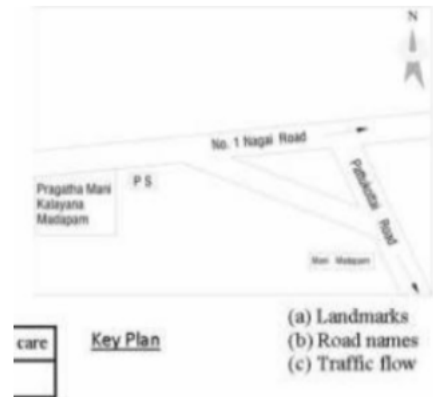 N
No. 1 Nagai Road
Pragatha Mani
Kalayana
Madapam
P S
Pattukottai Road
Mani Madapam
care
Key Plan
(a) Landmarks
(b) Road names
(c) Traffic flow